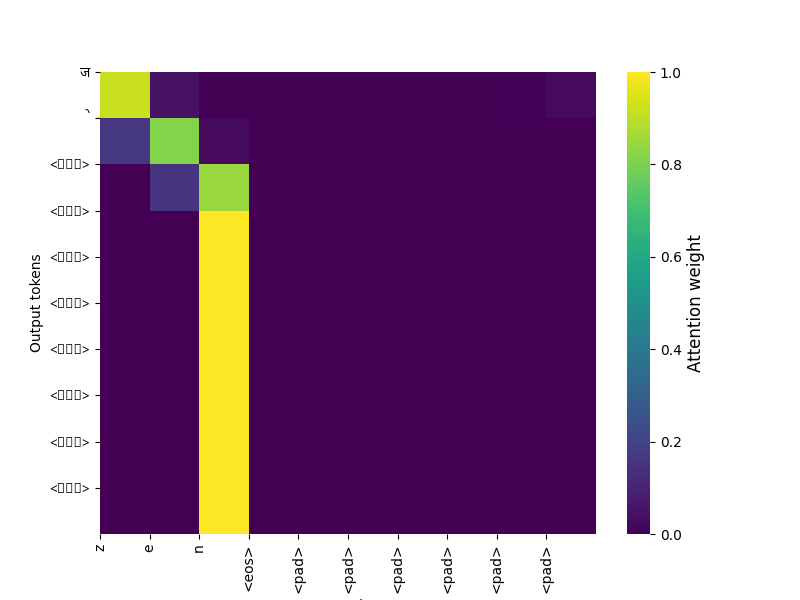 ज
े
<▯▯▯>
<▯▯▯>
<▯▯▯>
<▯▯▯>
<▯▯▯>
<▯▯▯>
<▯▯▯>
<▯▯▯>
Output tokens
z
e
n
<eos>
<pad>
<pad>
<pad>
<pad>
<pad>
<pad>
1.0
0.8
0.6
0.4
0.2
0.0
Attention weight